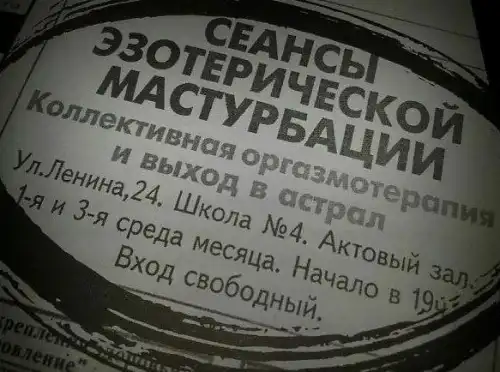 СЕАНСЫ
ЭЗОТЕРИЧЕСКОЙ
МАСТУРБАЦИИ
Коллективная оргазмотерапия
и выход в астрал
Ул.Ленина,24. Школа №4. Актовый зал.
1-я и 3-я среда месяца. Начало в 19
Вход свободный.